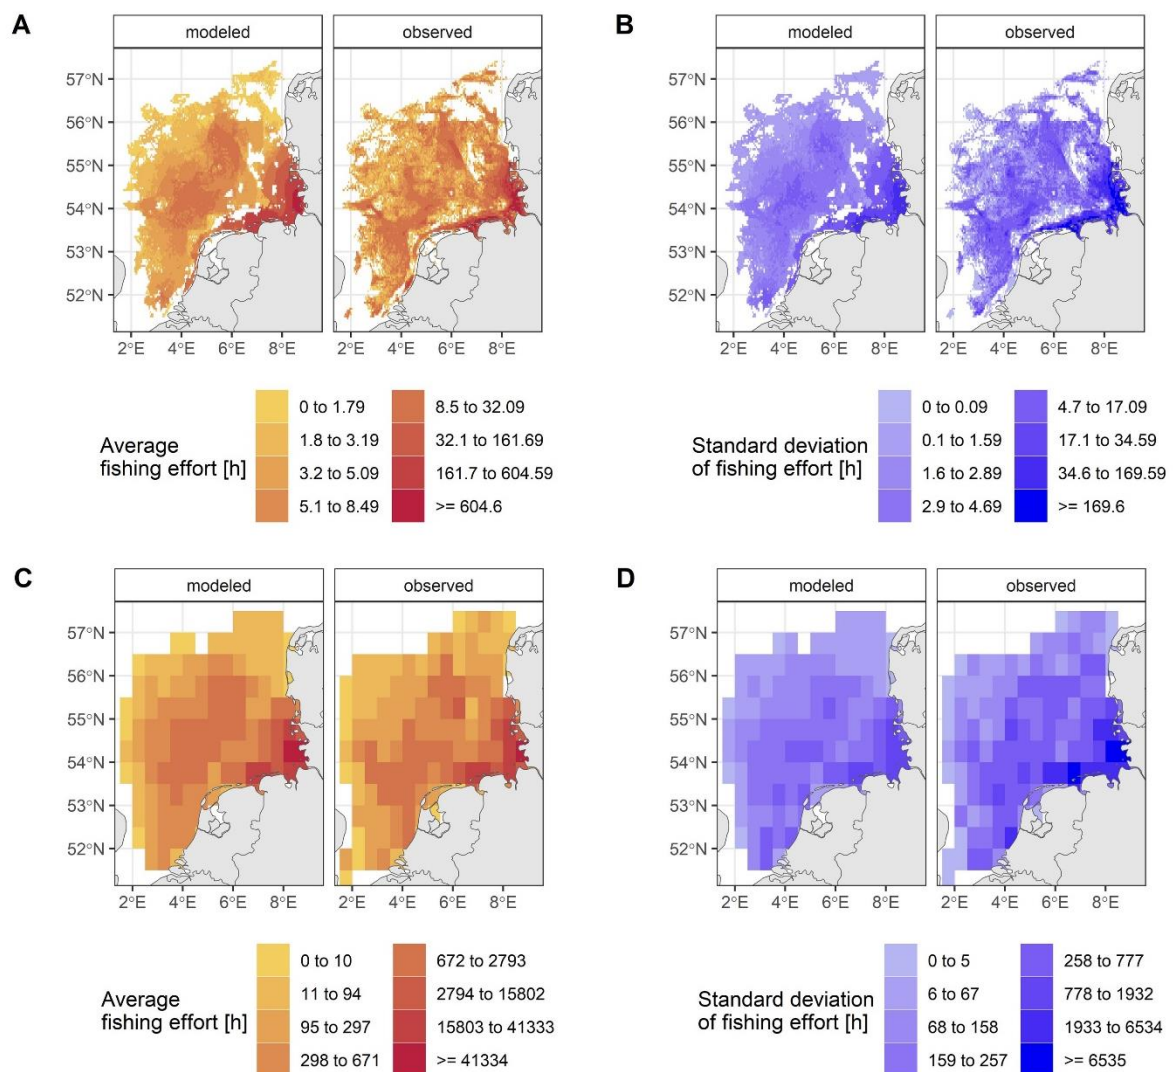 A
modeled
observed
57°N
56°N
55°N
54°N
53°N
52°N
2°E 4°E 6°E 8°E
2°E 4°E 6°E 8°E
Average
fishing effort [h]
0 to 1.79
1.8 to 3.19
3.2 to 5.09
5.1 to 8.49
8.5 to 32.09
32.1 to 161.69
161.7 to 604.59
>= 604.6
B
modeled
observed
57°N
56°N
55°N
54°N
53°N
52°N
2°E 4°E 6°E 8°E
2°E 4°E 6°E 8°E
Standard deviation
of fishing effort [h]
0 to 0.09
0.1 to 1.59
1.6 to 2.89
2.9 to 4.69
4.7 to 17.09
17.1 to 34.59
34.6 to 169.59
>= 169.6
C
modeled
observed
57°N
56°N
55°N
54°N
53°N
52°N
2°E 4°E 6°E 8°E
2°E 4°E 6°E 8°E
Average
fishing effort [h]
0 to 10
11 to 94
95 to 297
298 to 671
672 to 2793
2794 to 15802
15803 to 41333
>= 41334
D
modeled
observed
57°N
56°N
55°N
54°N
53°N
52°N
2°E 4°E 6°E 8°E
2°E 4°E 6°E 8°E
Standard deviation
of fishing effort [h]
0 to 5
6 to 67
68 to 158
159 to 257
258 to 777
778 to 1932
1933 to 6534
>= 6535